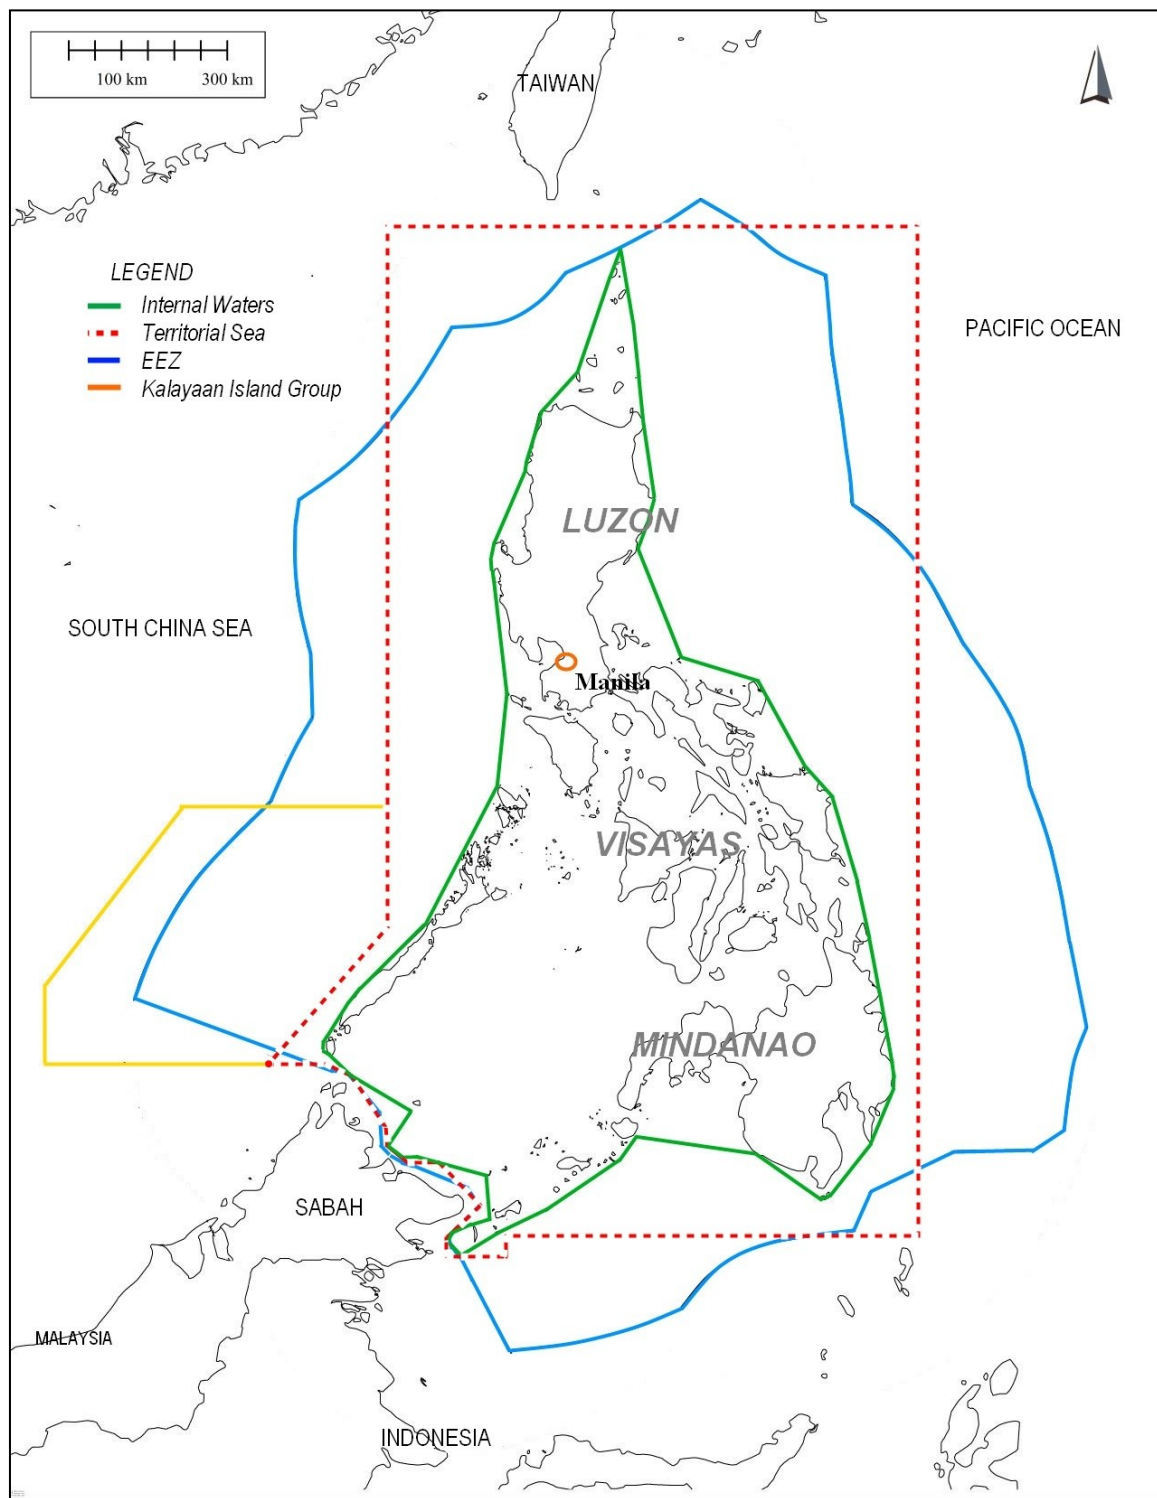 100 km 300 km
TAIWAN
LEGEND
Internal Waters
Territorial Sea
EEZ
Kalayaan Island Group
PACIFIC OCEAN
LUZON
SOUTH CHINA SEA
Manila
VISAYAS
MINDANAO
SABAH
MALAYSIA
INDONESIA